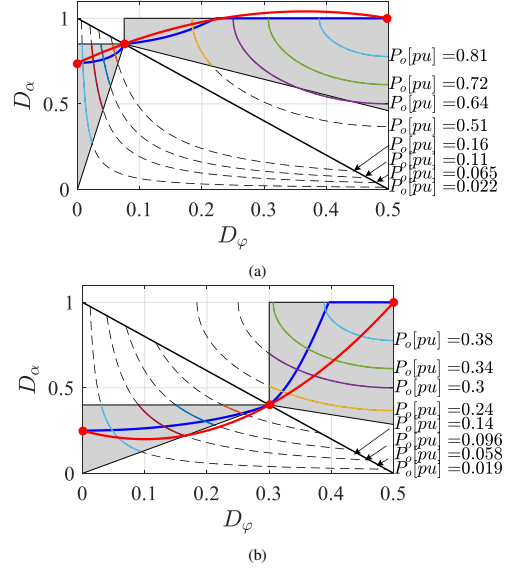 1
0.5
0
D_α
0 0.1 0.2 0.3 0.4 0.5
D_φ
P_o[pu] =0.81
P_o[pu] =0.72
P_o[pu] =0.64
P_o[pu] =0.51
P_o[pu] =0.16
P_o[pu] =0.11
P_o[pu] =0.065
P_o[pu] =0.022
(a)
1
0.5
0
D_α
0 0.1 0.2 0.3 0.4 0.5
D_φ
P_o[pu] =0.38
P_o[pu] =0.34
P_o[pu] =0.3
P_o[pu] =0.24
P_o[pu] =0.14
P_o[pu] =0.096
P_o[pu] =0.058
P_o[pu] =0.019
(b)